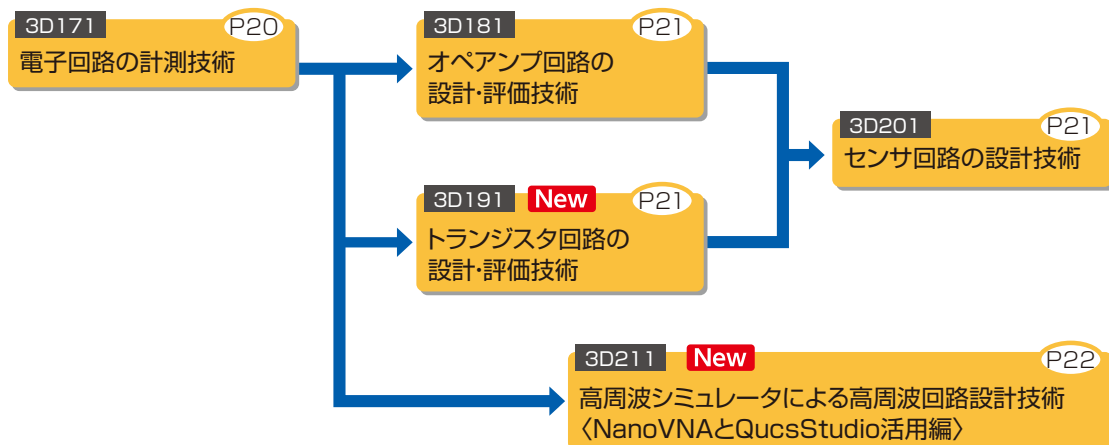 3D171 P20
電子回路の計測技術
3D181 P21
オペアンプ回路の
設計・評価技術
3D191 New P21
トランジスタ回路の
設計・評価技術
3D201 P21
センサ回路の設計技術
3D211 New P22
高周波シミュレータによる高周波回路設計技術
〈NanoVNAとQucsStudio活用編〉